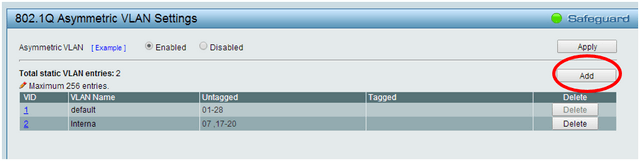 802.1Q Asymmetric VLAN Settings Safeguard
Asymmetric VLAN [ Example ] Enabled Disabled Apply
Total static VLAN entries: 2 Add
Maximum 256 entries.
VID VLAN Name Untagged Tagged Delete
1 default 01-28 Delete
2 Interna 07 ,17-20 Delete